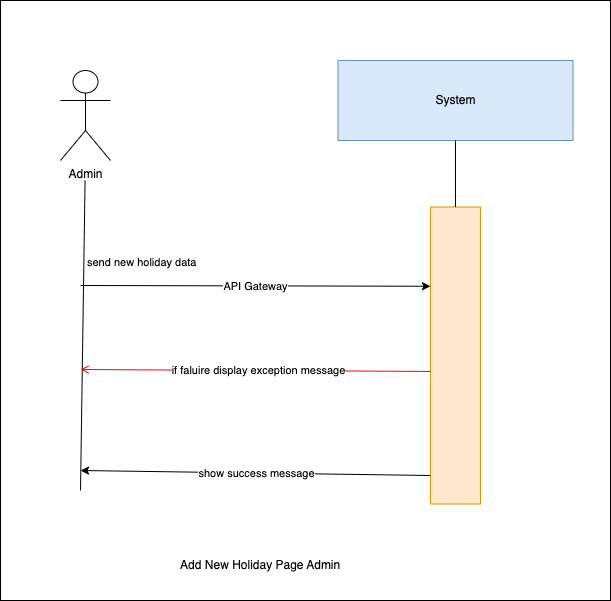 System
Admin
send new holiday data
API Gateway
if faluire display exception message
show success message
Add New Holiday Page Admin